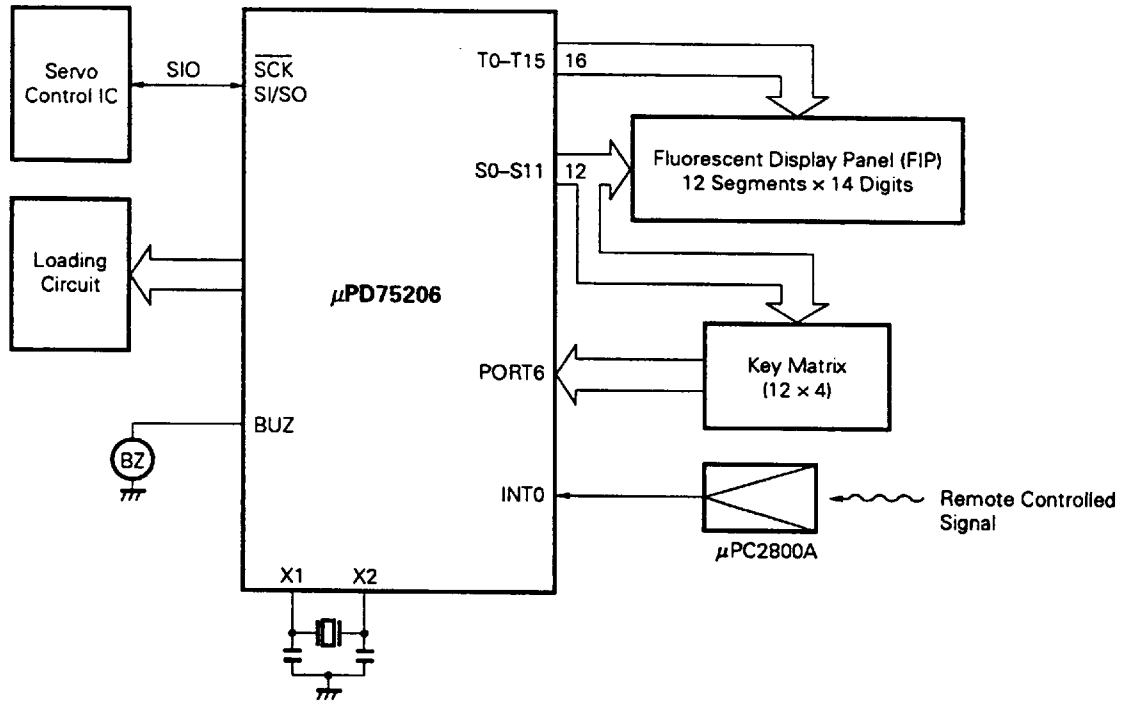 Servo
Control IC
SIO
SCK
SI/SO
T0–T15
16
Fluorescent Display Panel (FIP)
12 Segments × 14 Digits
S0–S11
12
Loading
Circuit
μPD75206
PORT6
Key Matrix
(12 × 4)
BUZ
BZ
INT0
Remote Controlled
Signal
μPC2800A
X1
X2